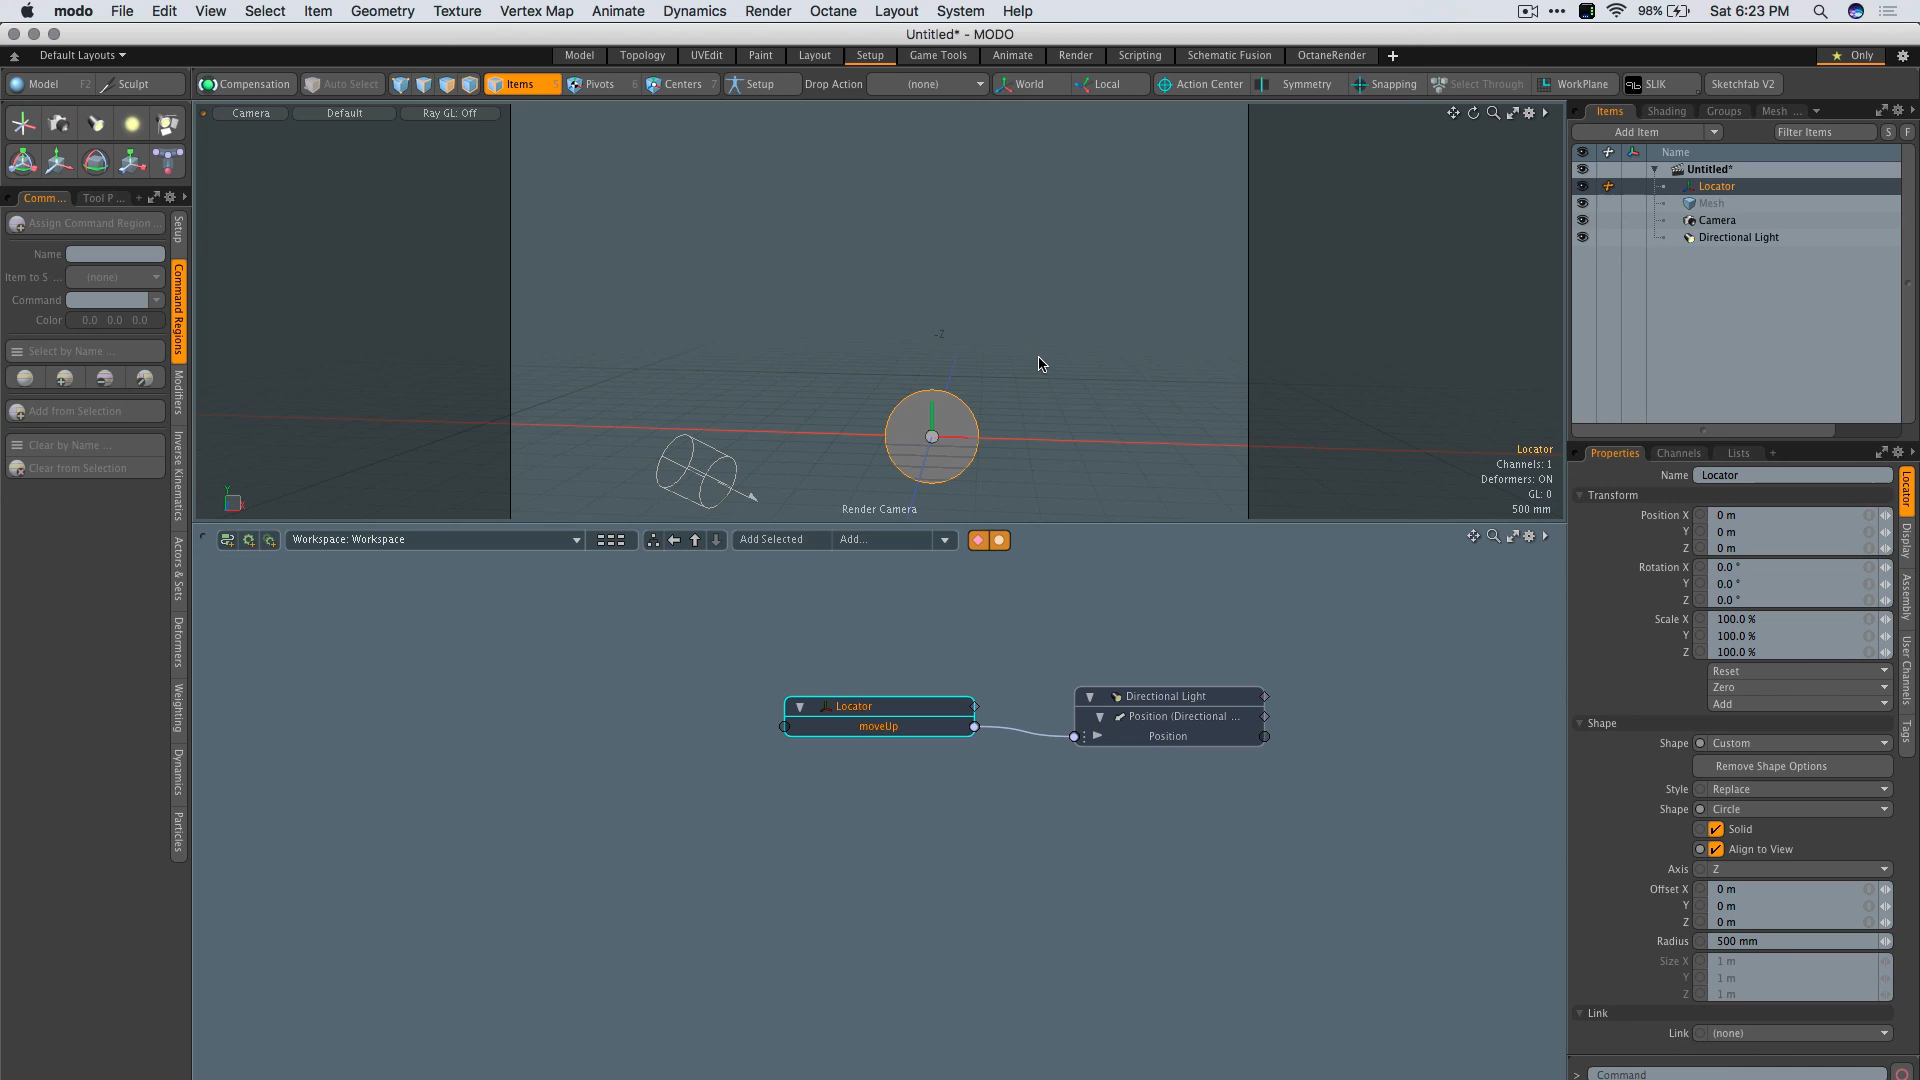 modo File Edit View Select Item Geometry Texture Vertex Map Animate Dynamics Render Octane Layout System Help
98% Sat 6:23 PM
Untitled* - MODO
Default Layouts
Model Topology UVEdit Paint Layout Setup Game Tools Animate Render Scripting Schematic Fusion OctaneRender
Only
Model F2 Sculpt
Compensation Auto Select Items 5 Pivots 6 Centers 7 Setup Drop Action (none) World Local Action Center Symmetry Snapping Select Through WorkPlane SLIK Sketchfab V2
Comm... Tool P ...
Assign Command Region ...
Name
Item to S ... (none)
Command
Color 0.0 0.0 0.0
Select by Name ...
Add from Selection
Clear by Name ...
Clear from Selection
Setup
Command Regions
Modifiers
Inverse Kinematics
Actors & Sets
Deformers
Weighting
Dynamics
Particles
Camera Default Ray GL: Off
-Z
Y
X
Render Camera
Locator
Channels: 1
Deformers: ON
GL: 0
500 mm
Workspace: Workspace Add Selected Add...
Locator
moveUp
Directional Light
Position (Directional ...
Position
Items Shading Groups Mesh ...
Add Item Filter Items S F
Name
Untitled*
Locator
Mesh
Camera
Directional Light
Properties Channels Lists
Name Locator
Transform
Position X 0 m
Y 0 m
Z 0 m
Rotation X 0.0 °
Y 0.0 °
Z 0.0 °
Scale X 100.0 %
Y 100.0 %
Z 100.0 %
Reset
Zero
Add
Shape
Shape Custom
Remove Shape Options
Style Replace
Shape Circle
Solid
Align to View
Axis Z
Offset X 0 m
Y 0 m
Z 0 m
Radius 500 mm
Size X 1 m
Y 1 m
Z 1 m
Link
Link (none)
Locator
Display
Assembly
User Channels
Tags
> Command